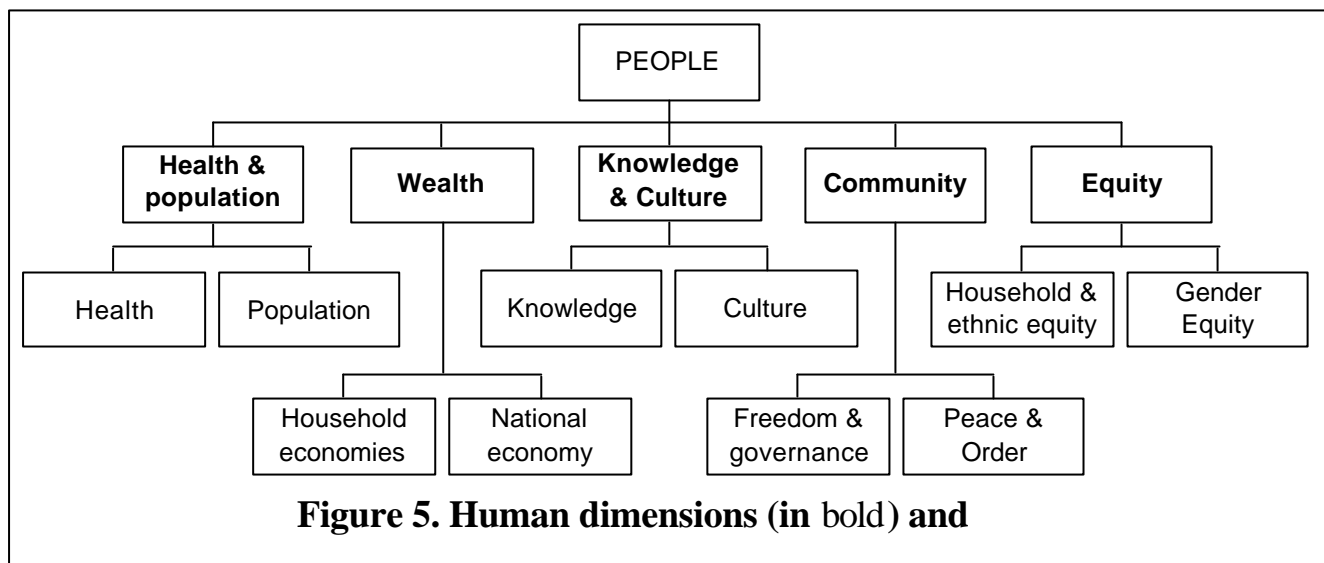 PEOPLE
Health &
population
Wealth
Knowledge
& Culture
Community
Equity
Health
Population
Knowledge
Culture
Household &
ethnic equity
Gender
Equity
Household
economies
National
economy
Freedom &
governance
Peace &
Order
Figure 5. Human dimensions (in bold) and